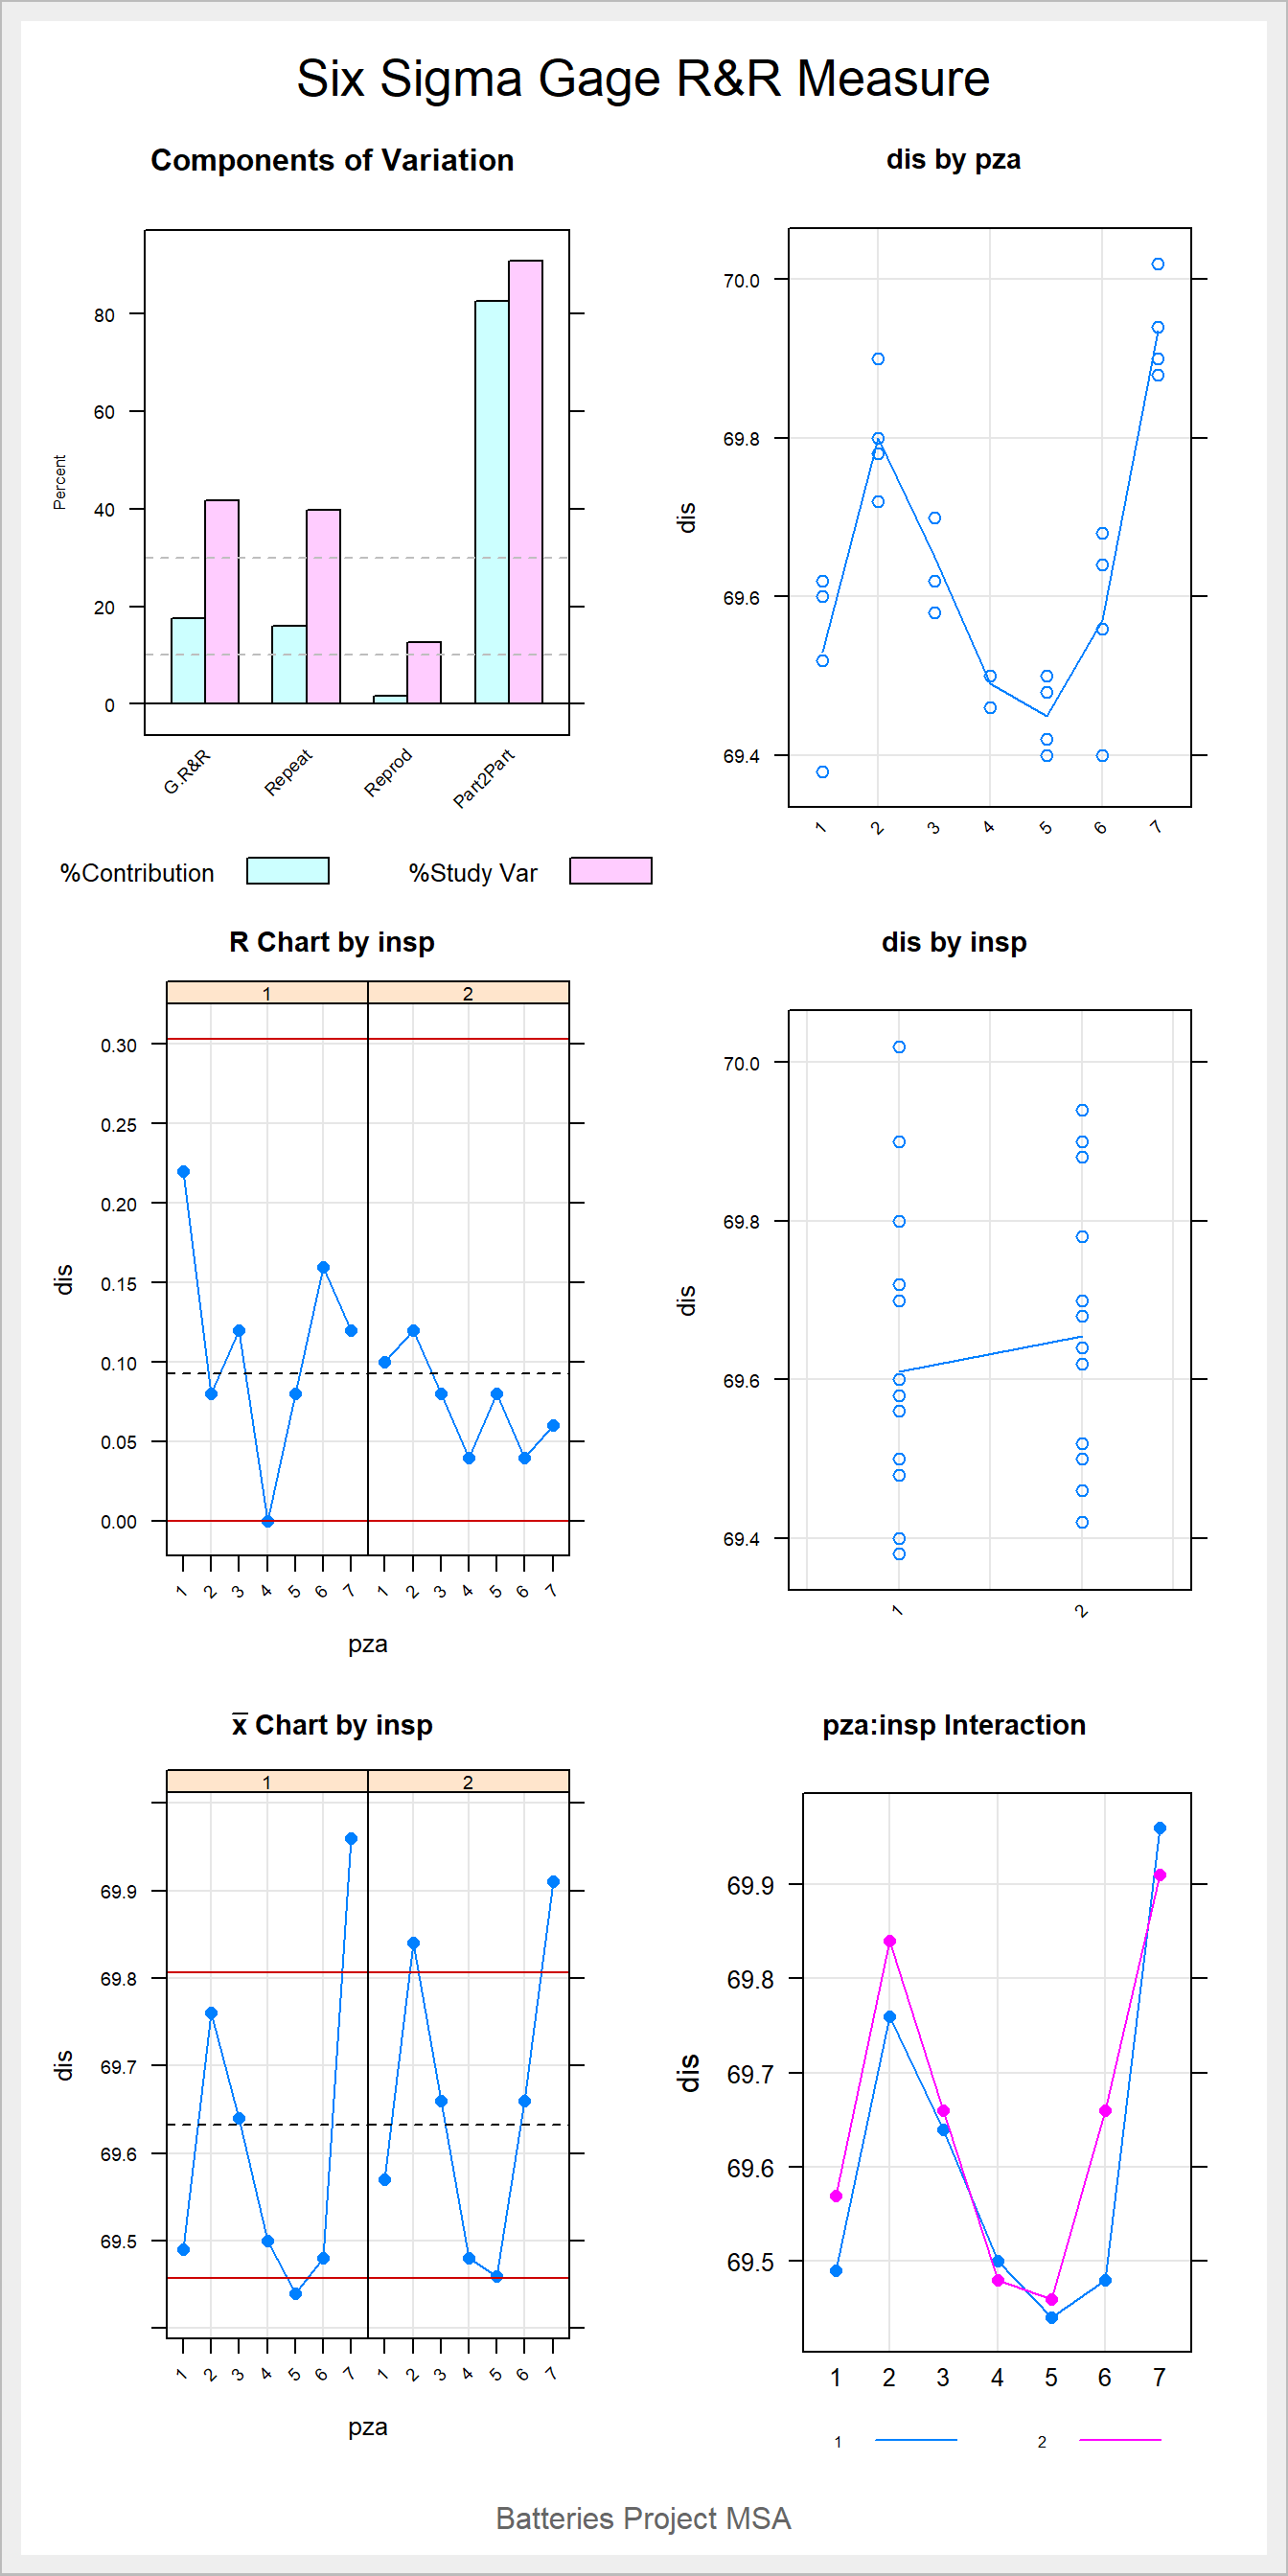 Six Sigma Gage R&R Measure
Components of Variation
Percent
80
60
40
20
0
G.R&R
Repeat
Reprod
Part2Part
%Contribution
%Study Var
dis by pza
dis
70.0
69.8
69.6
69.4
1 2 3 4 5 6 7
R Chart by insp
1 2
dis
0.30
0.25
0.20
0.15
0.10
0.05
0.00
1 2 3 4 5 6 7 1 2 3 4 5 6 7
pza
dis by insp
dis
70.0
69.8
69.6
69.4
1 2
x̅ Chart by insp
1 2
dis
69.9
69.8
69.7
69.6
69.5
1 2 3 4 5 6 7 1 2 3 4 5 6 7
pza
pza:insp Interaction
dis
69.9
69.8
69.7
69.6
69.5
1 2 3 4 5 6 7
1 2
Batteries Project MSA